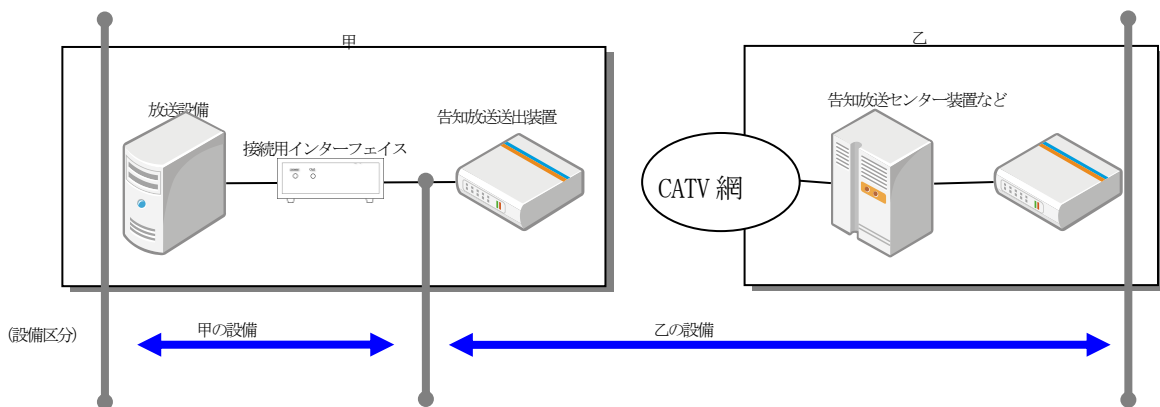 甲
乙
放送設備
接続用インターフェイス
告知放送送出装置
告知放送センター装置など
CATV 網
(設備区分)
甲の設備
乙の設備